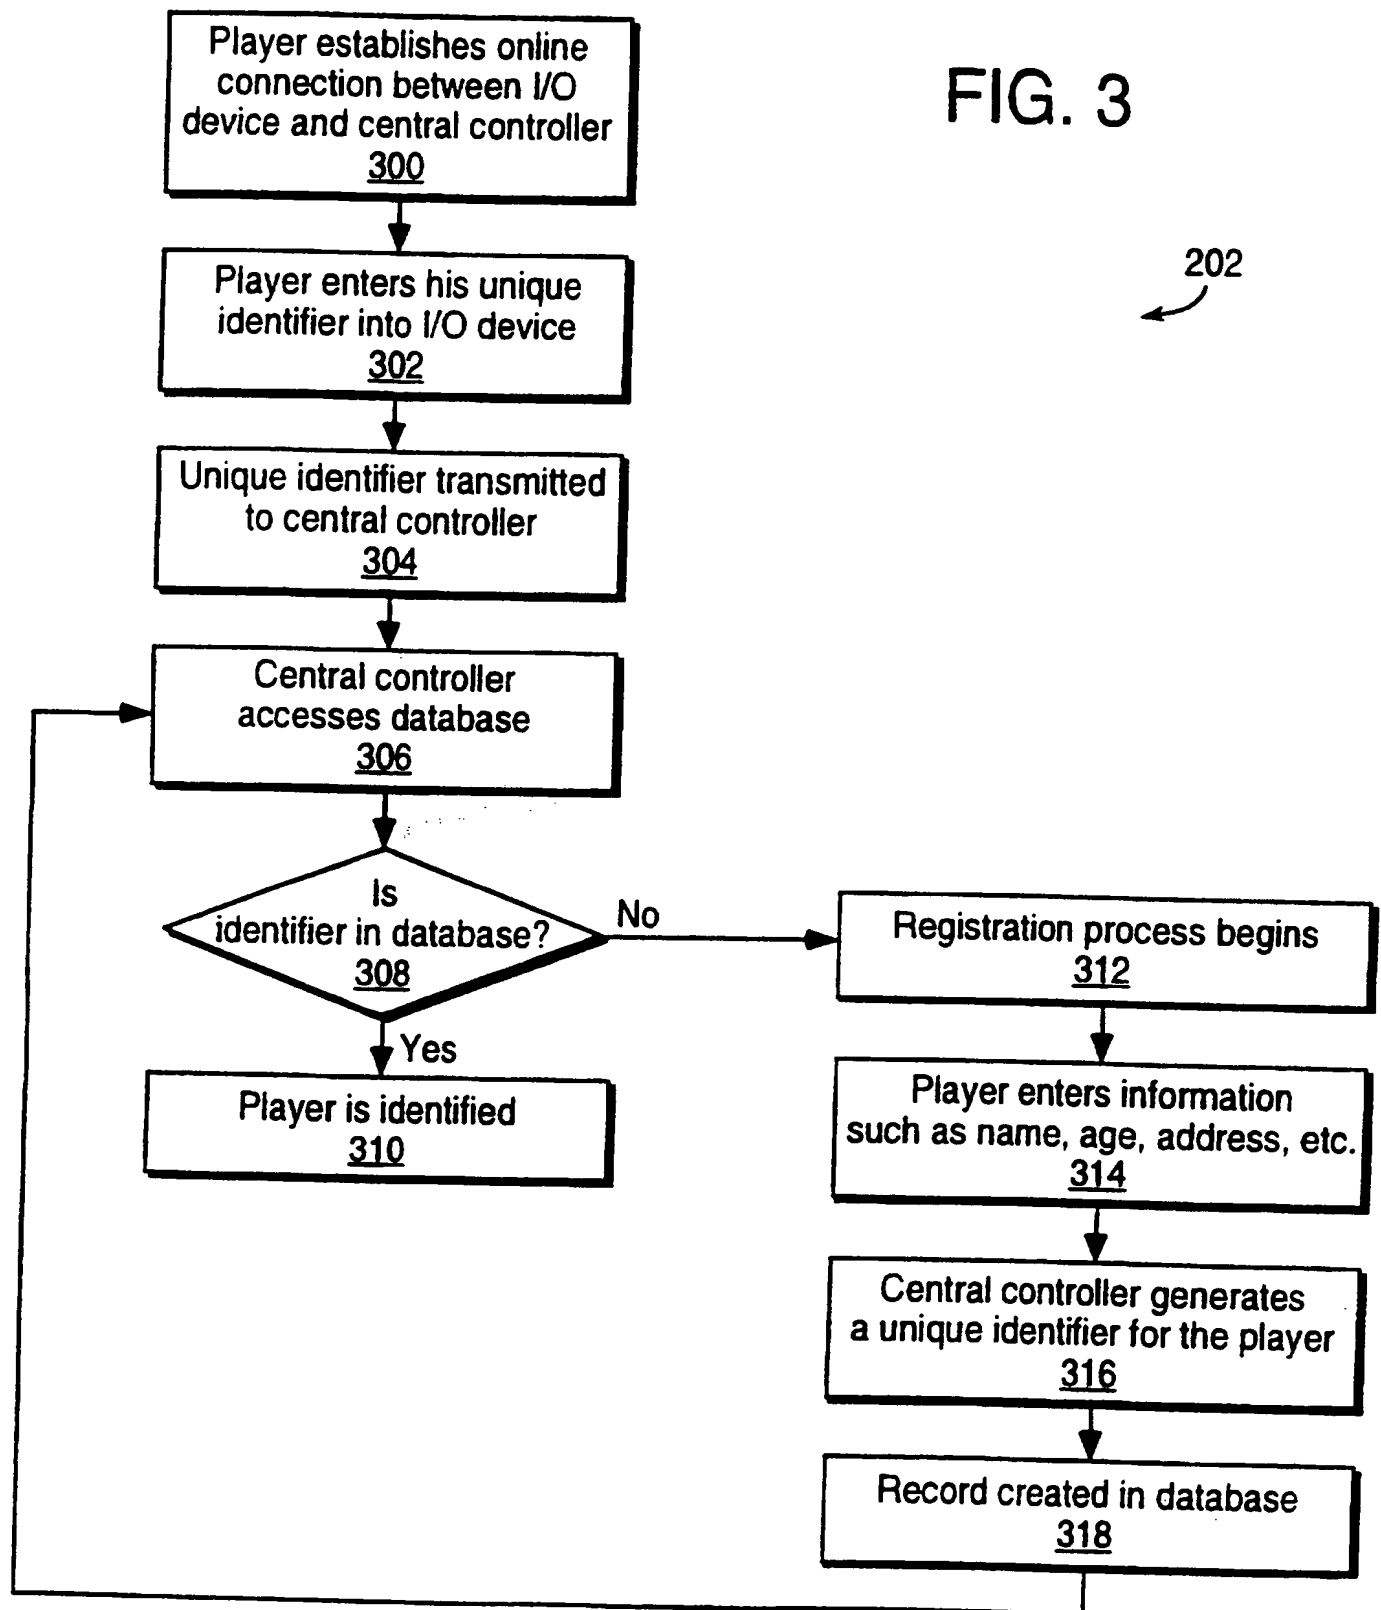 FIG. 3
202
Player establishes online
connection between I/O
device and central controller
300
Player enters his unique
identifier into I/O device
302
Unique identifier transmitted
to central controller
304
Central controller
accesses database
306
Is
identifier in database?
308
No
Yes
Player is identified
310
Registration process begins
312
Player enters information
such as name, age, address, etc.
314
Central controller generates
a unique identifier for the player
316
Record created in database
318